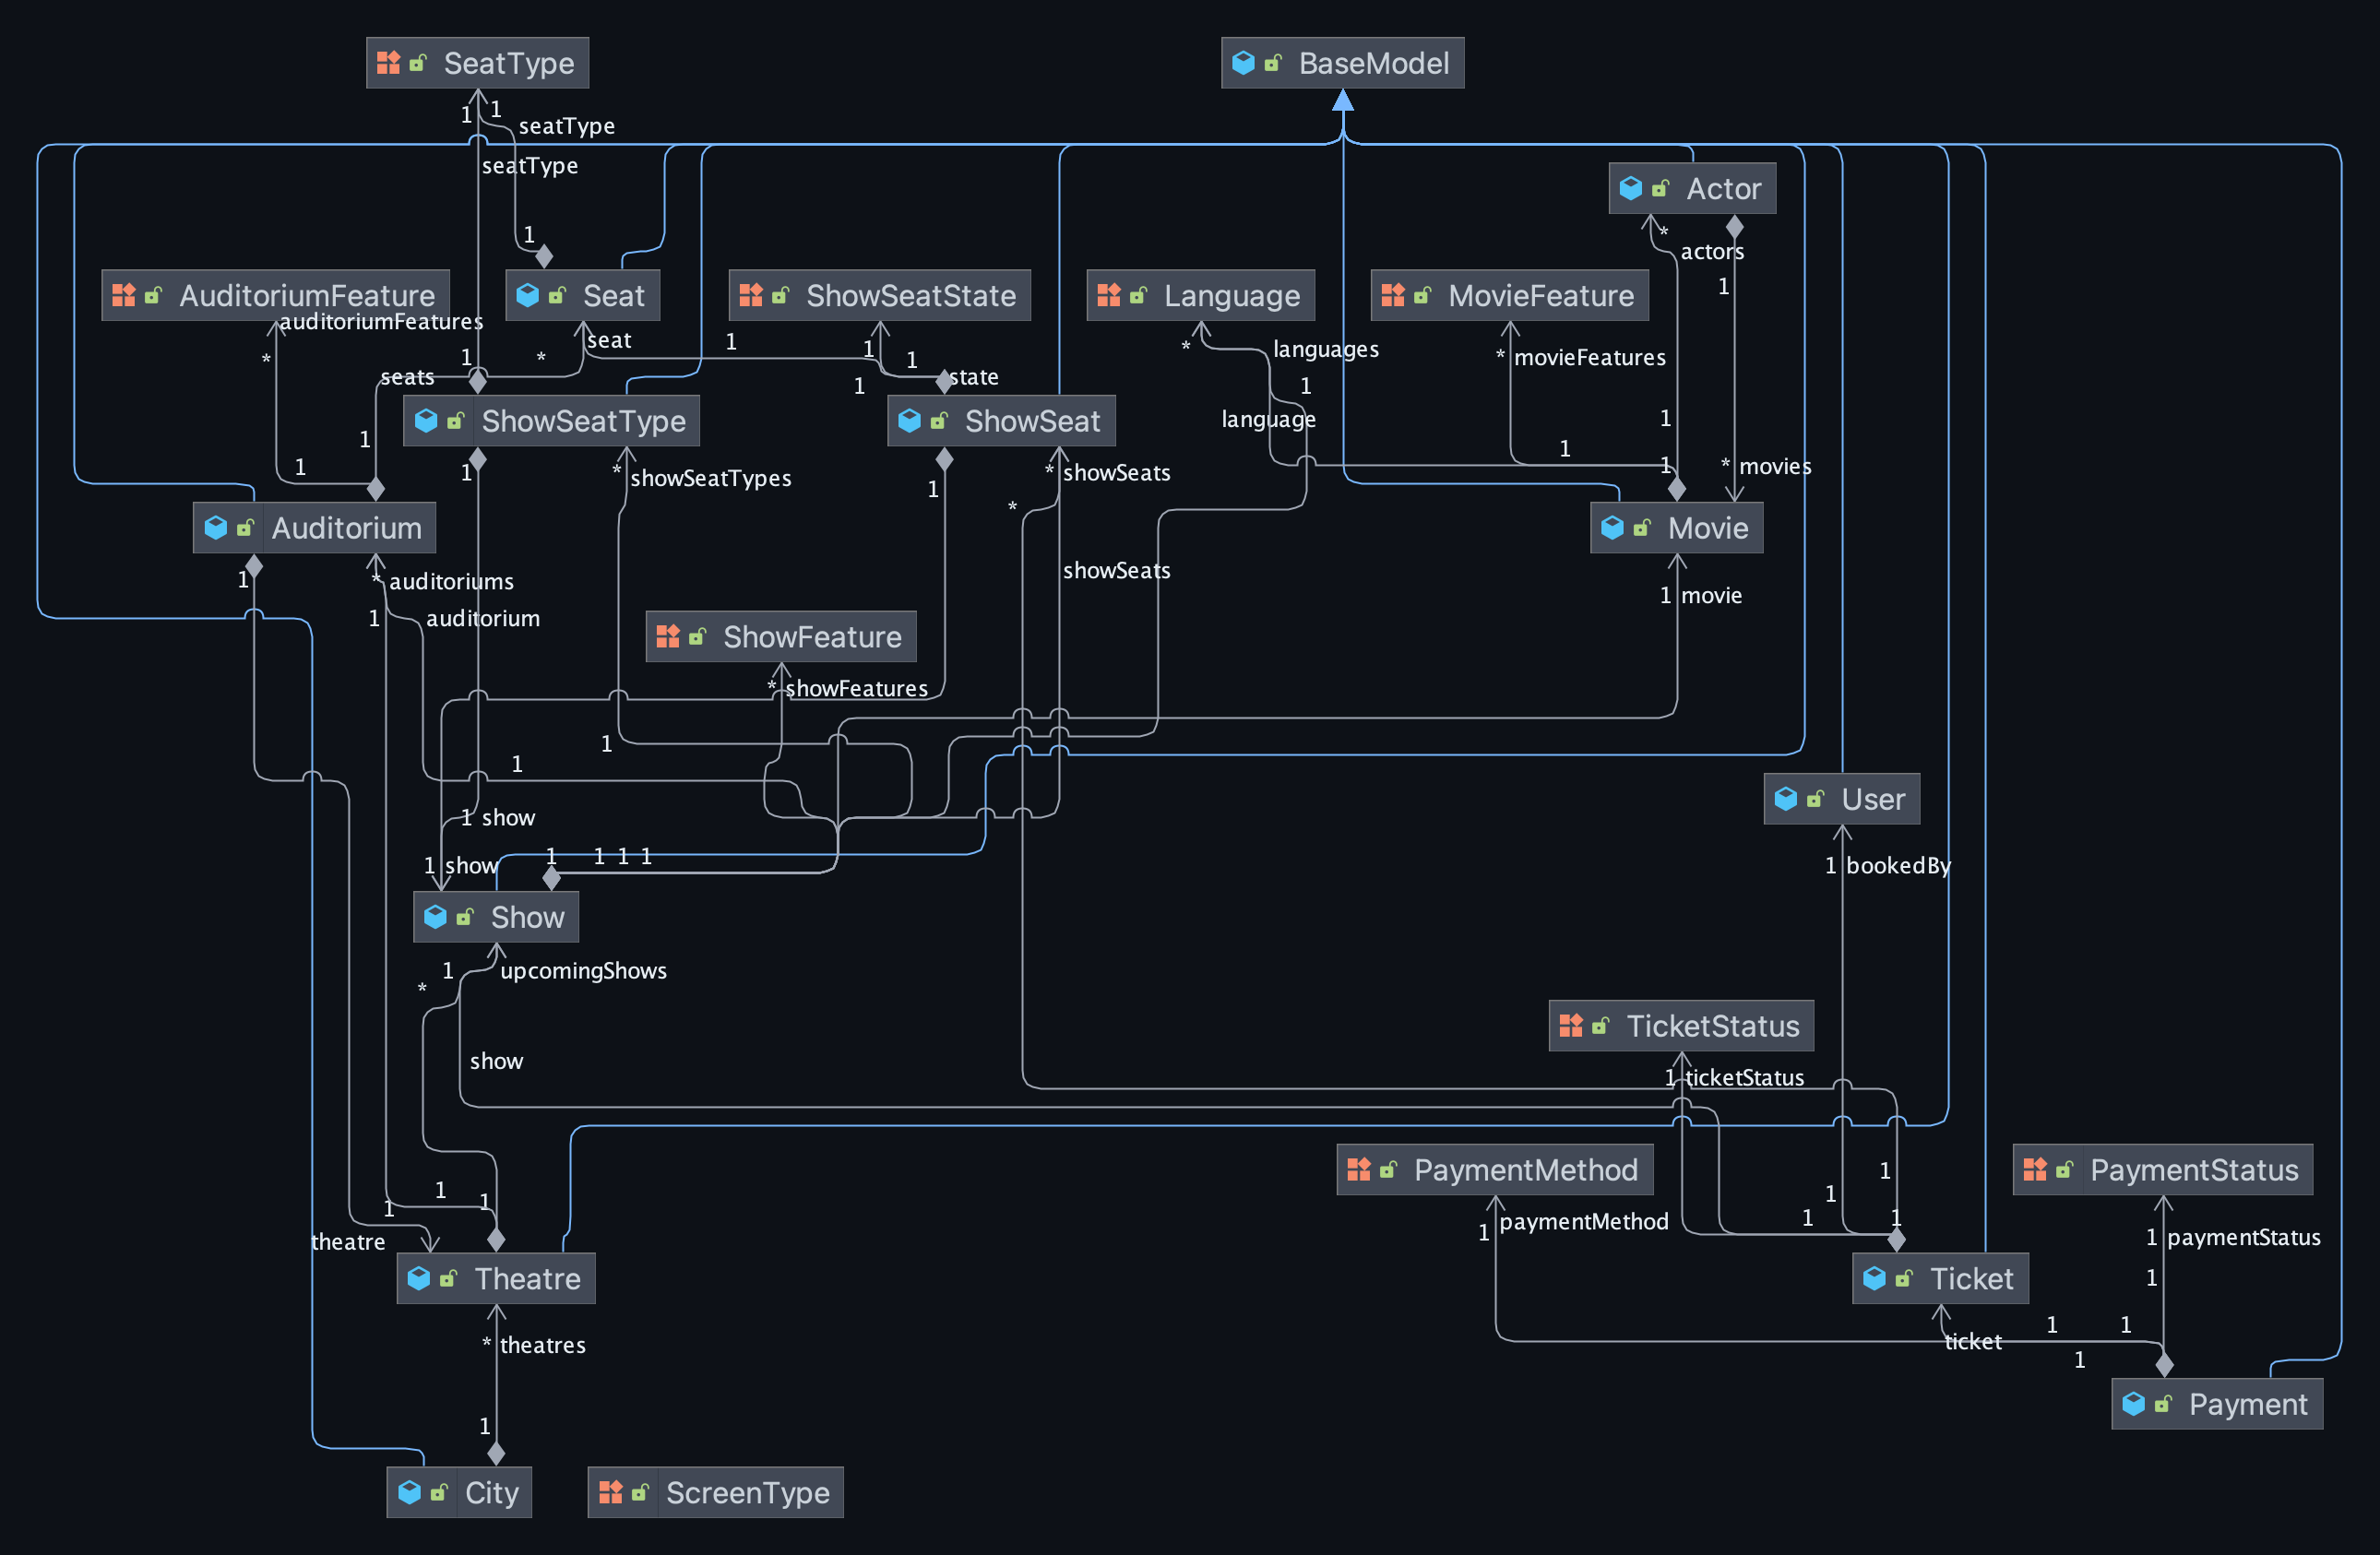 SeatType
BaseModel
1
1
seatType
seatType
Actor
1
*
actors
AuditoriumFeature
Seat
ShowSeatState
Language
MovieFeature
1
auditoriumFeatures
seat
1
*
*
1
1
1
*
languages
* movieFeatures
seats
1
state
1
ShowSeatType
ShowSeat
language
1
1
1
1
1
1
* showSeatTypes
1
* showSeats
1
* movies
*
Auditorium
Movie
1
* auditoriums
showSeats
1 movie
1
auditorium
ShowFeature
* showFeatures
1
1
User
1 show
1
1
1
1
1 show
1 bookedBy
Show
1
upcomingShows
*
TicketStatus
show
1 ticketStatus
PaymentMethod
PaymentStatus
1
1
1
1
1
1
1
1
paymentMethod
1
theatre
1 paymentStatus
Theatre
Ticket
1
* theatres
ticket
1
1
1
Payment
1
City
ScreenType